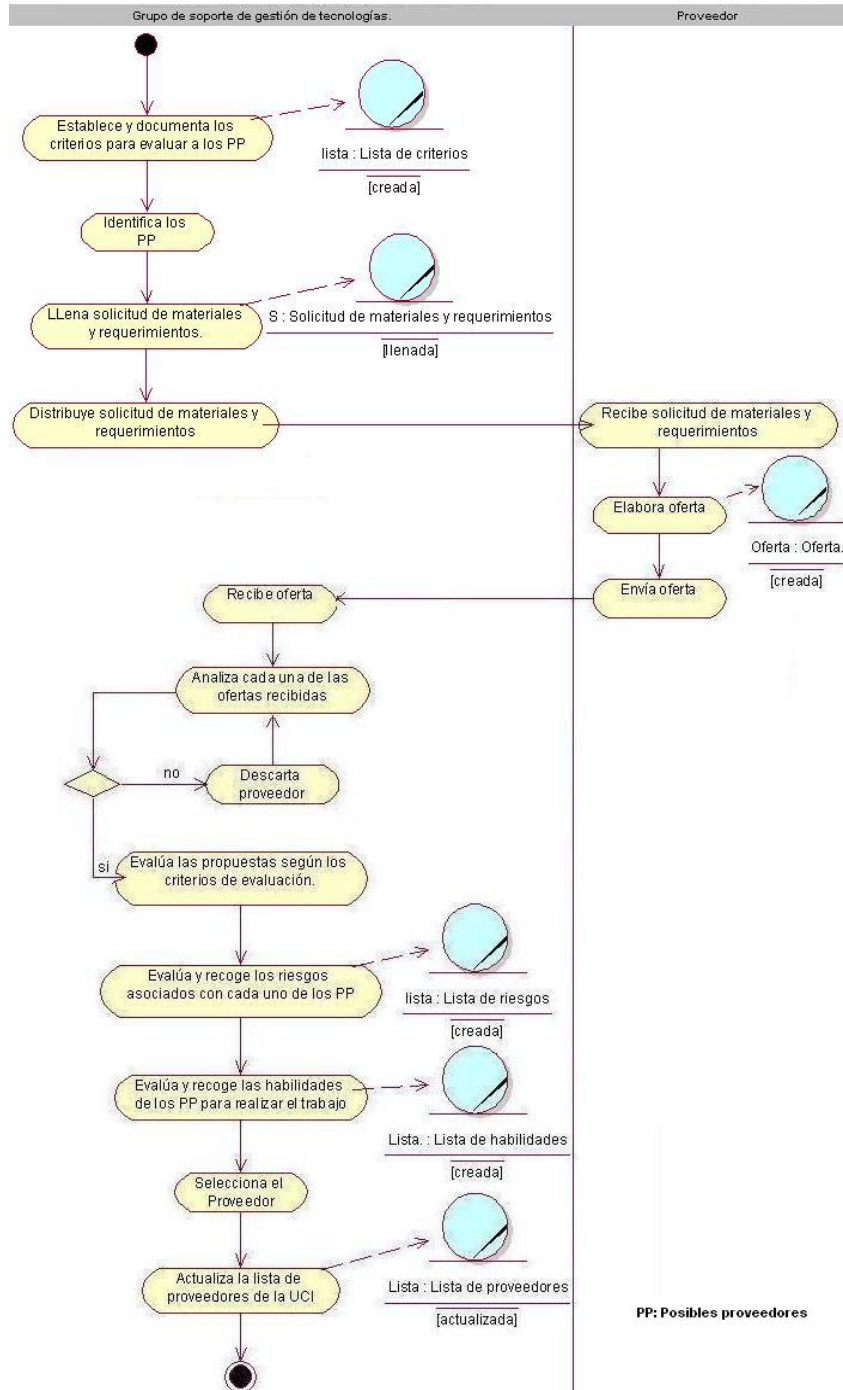 Grupo de soporte de gestión de tecnologías.
Proveedor
Establece y documenta los
criterios para evaluar a los PP
lista : Lista de criterios
[creada]
Identifica los
PP
LLena solicitud de materiales
y requerimientos.
S : Solicitud de materiales y requerimientos
[llenada]
Distribuye solicitud de materiales y
requerimientos
Recibe solicitud de materiales y
requerimientos
Elabora oferta
Oferta : Oferta.
[creada]
Envía oferta
Recibe oferta
Analiza cada una de las
ofertas recibidas
no
Descarta
proveedor
si
Evalúa las propuestas según los
criterios de evaluación.
Evalúa y recoge los riesgos
asociados con cada uno de los PP
lista : Lista de riesgos
[creada]
Evalúa y recoge las habilidades
de los PP para realizar el trabajo
Lista. : Lista de habilidades
[creada]
Selecciona el
Proveedor
Actualiza la lista de
proveedores de la UCI
Lista : Lista de proveedores
[actualizada]
PP: Posibles proveedores